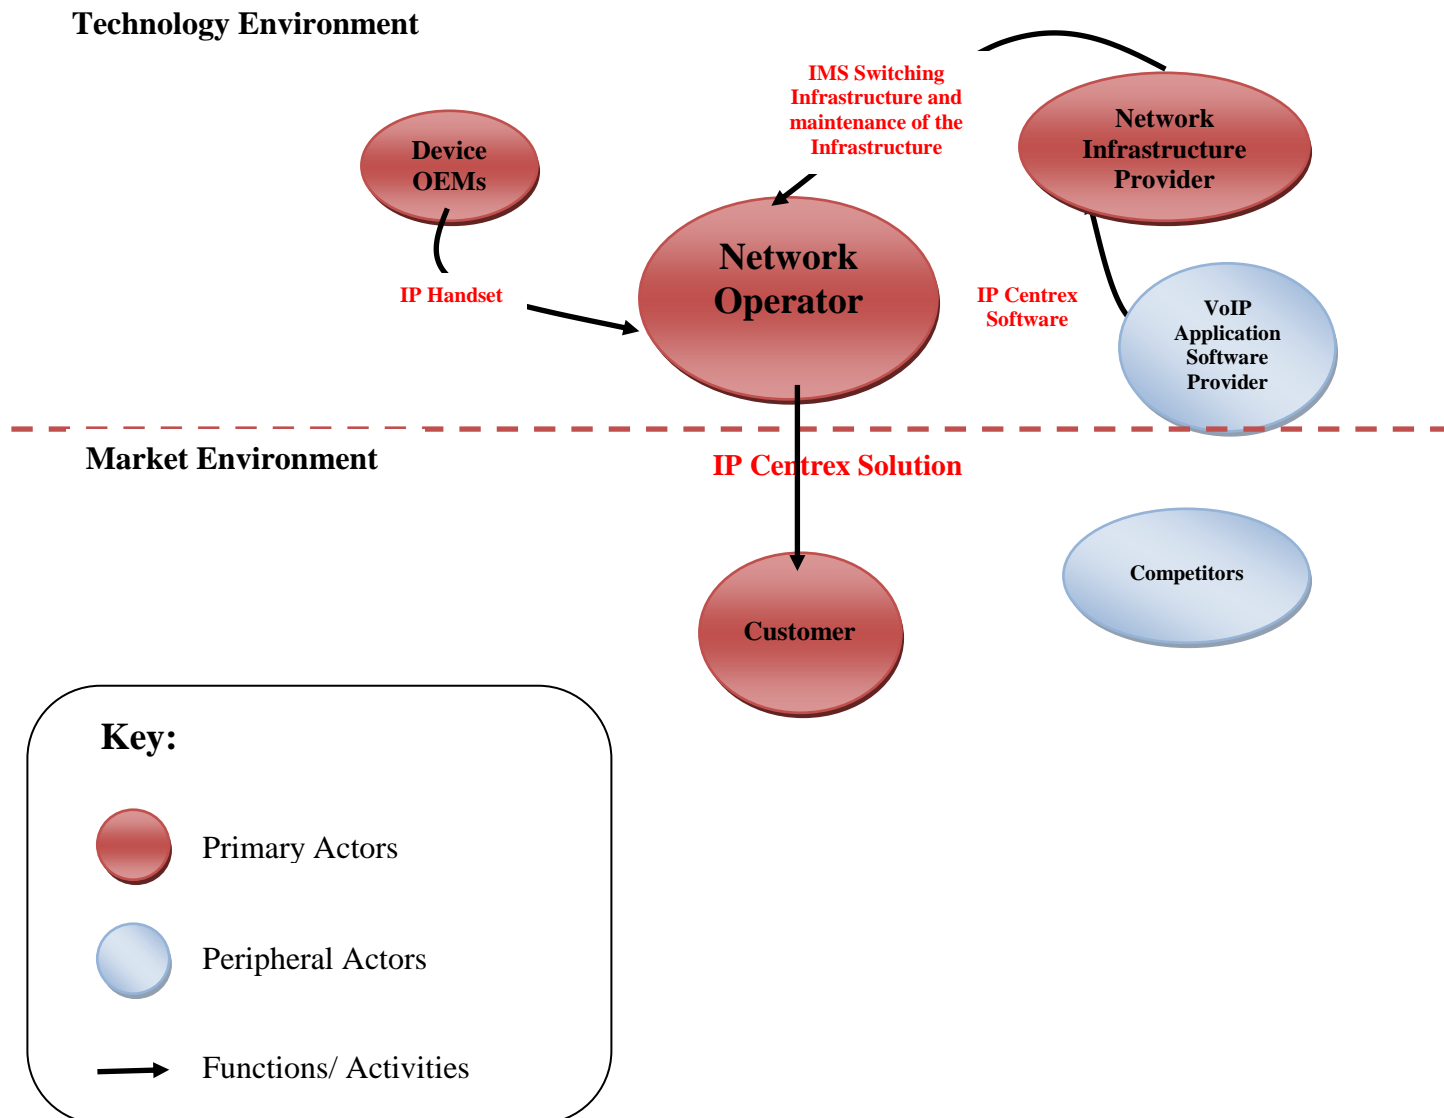 Technology Environment
IMS Switching
Infrastructure and
maintenance of the
Infrastructure
Network
Infrastructure
Provider
Device
OEMs
Network
Operator
IP Handset
IP Centrex
Software
VoIP
Application
Software
Provider
Market Environment
IP Centrex Solution
Competitors
Customer
Key:
Primary Actors
Peripheral Actors
Functions/ Activities